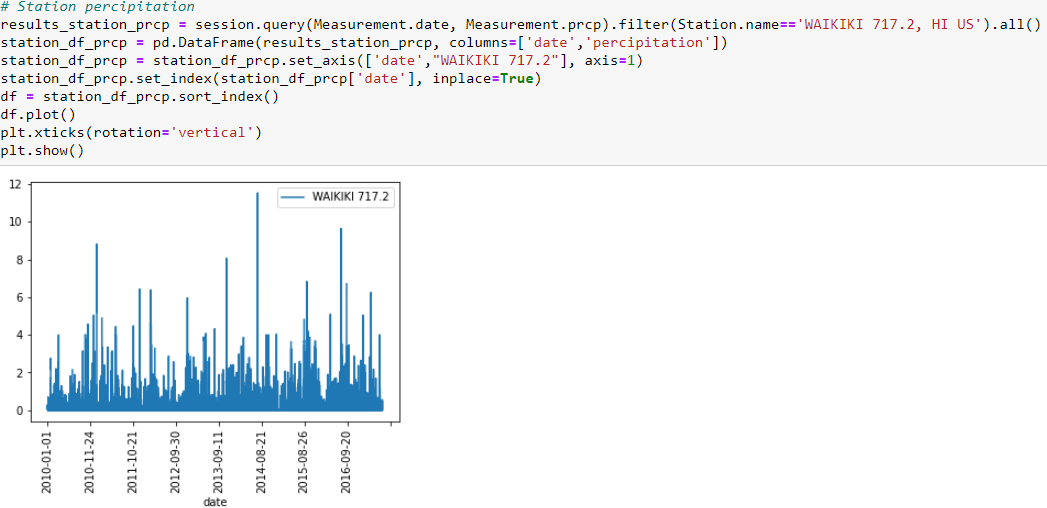 # Station percipitation
results_station_prcp = session.query(Measurement.date, Measurement.prcp).filter(Station.name=='WAIKIKI 717.2, HI US').all()
station_df_prcp = pd.DataFrame(results_station_prcp, columns=['date','percipitation'])
station_df_prcp = station_df_prcp.set_axis(['date',"WAIKIKI 717.2"], axis=1)
station_df_prcp.set_index(station_df_prcp['date'], inplace=True)
df = station_df_prcp.sort_index()
df.plot()
plt.xticks(rotation='vertical')
plt.show()
WAIKIKI 717.2
12
10
8
6
4
2
0
2010-01-01
2010-11-24
2011-10-21
2012-09-30
2013-09-11
2014-08-21
2015-08-26
2016-09-20
date